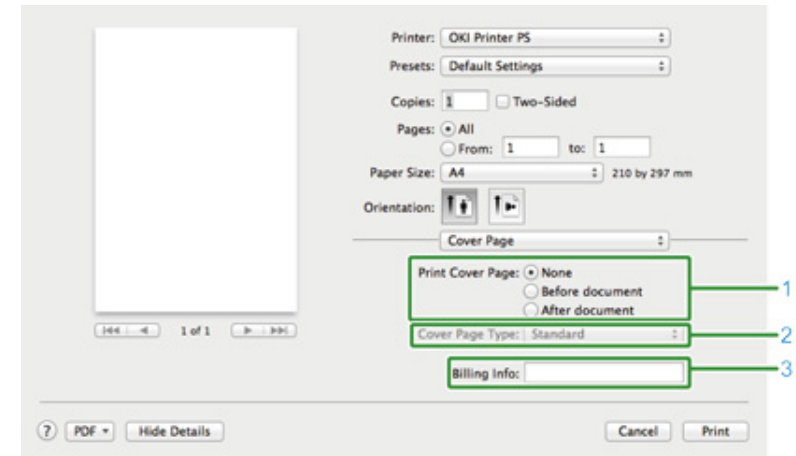 Printer: OKI Printer PS
Presets: Default Settings
Copies: 1 Two-Sided
Pages: All
From: 1 to: 1
Paper Size: A4 210 by 297 mm
Orientation:
Cover Page
Print Cover Page: None
Before document
After document
1
Cover Page Type: Standard
2
Billing Info:
3
1 of 1
? PDF Hide Details Cancel Print